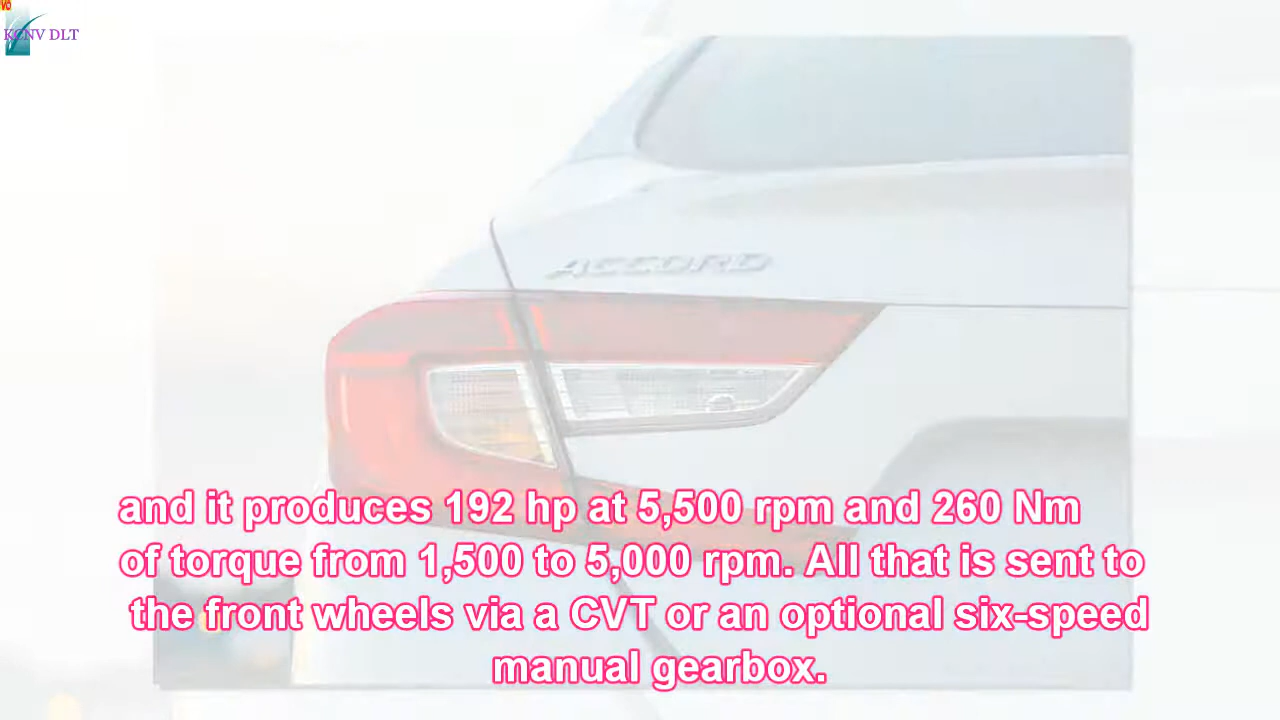 VO
KCNV DLT
ACCORD
and it produces 192 hp at 5,500 rpm and 260 Nm
of torque from 1,500 to 5,000 rpm. All that is sent to
the front wheels via a CVT or an optional six-speed
manual gearbox.